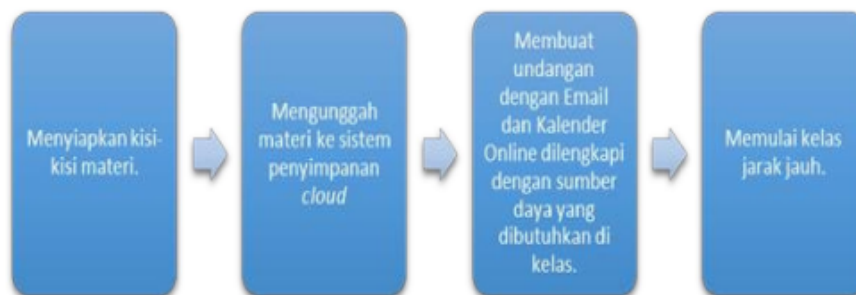 Menyiapkan kisi-
kisi materi.
Mengunggah
materi ke sistem
penyimpanan
cloud
Membuat
undangan
dengan Email
dan Kalender
Online dilengkapi
dengan sumber
daya yang
dibutuhkan di
kelas.
Memulai kelas
jarak jauh.